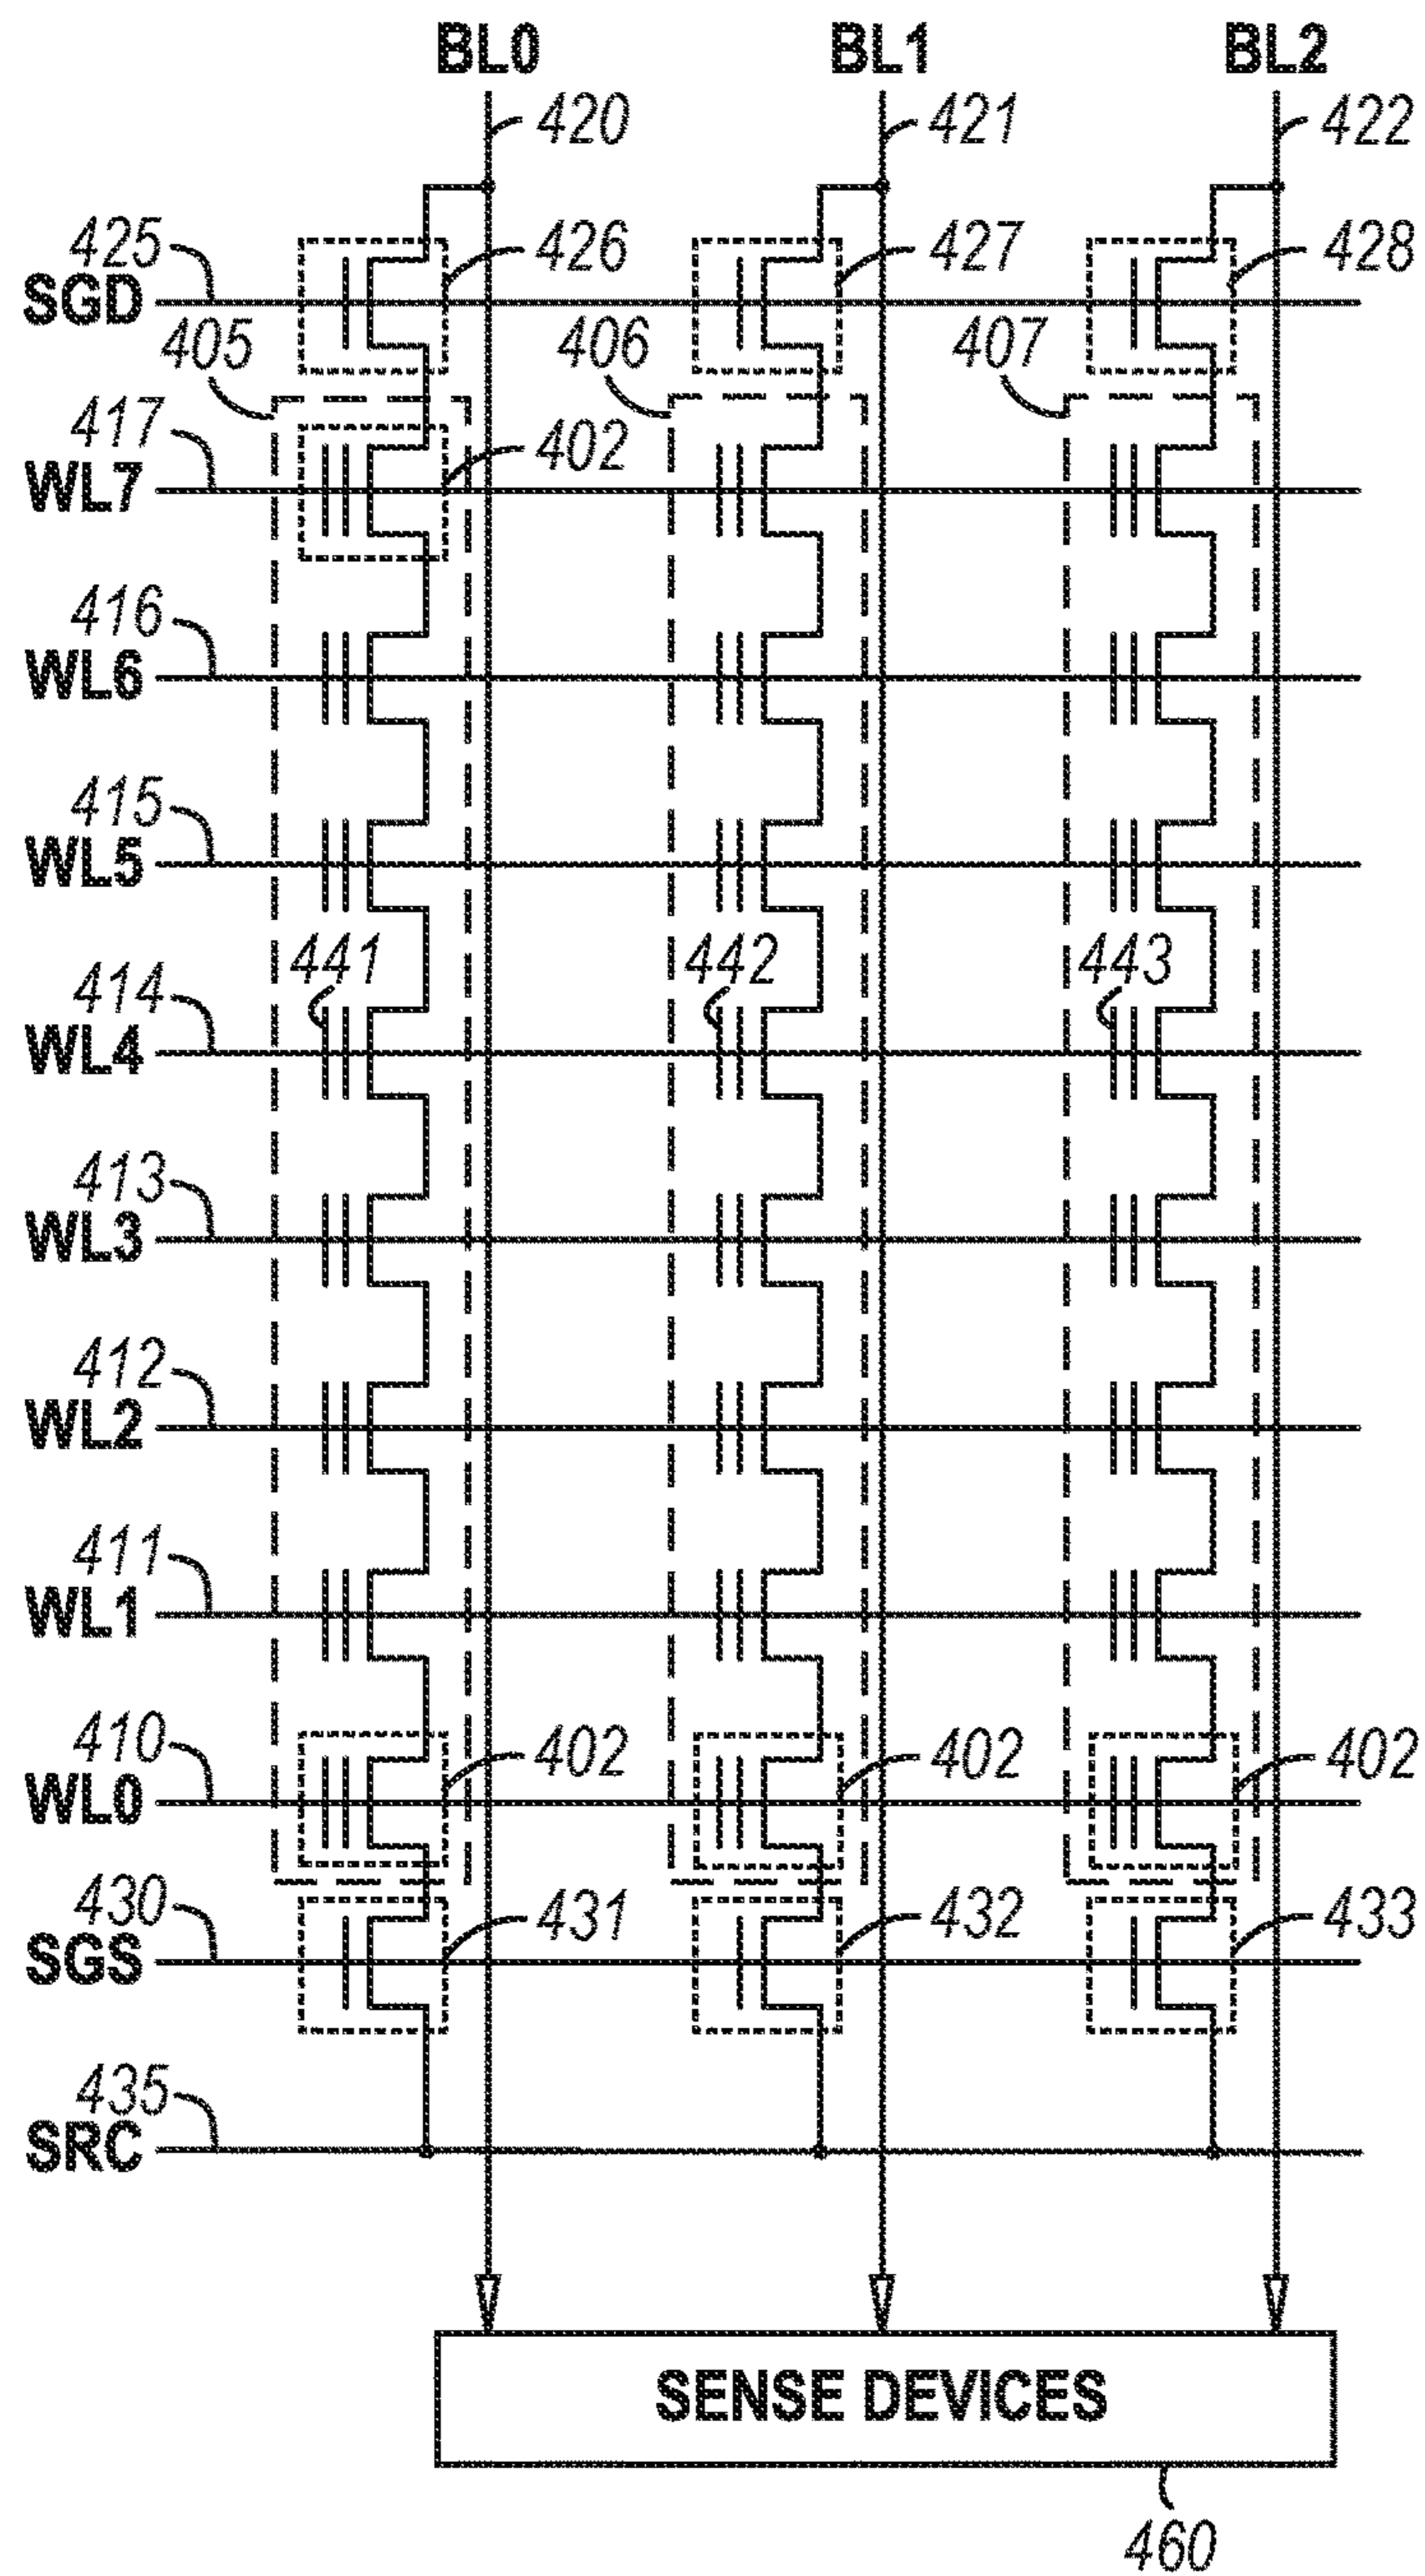 BL0 BL1 BL2
420 421 422
425 426 427 428
SGD
405 406 407
417 402
WL7
416
WL6
415
WL5
441 442 443
414
WL4
413
WL3
412
WL2
411
WL1
410 402 402 402
WL0
430 431 432 433
SGS
435
SRC
SENSE DEVICES
460